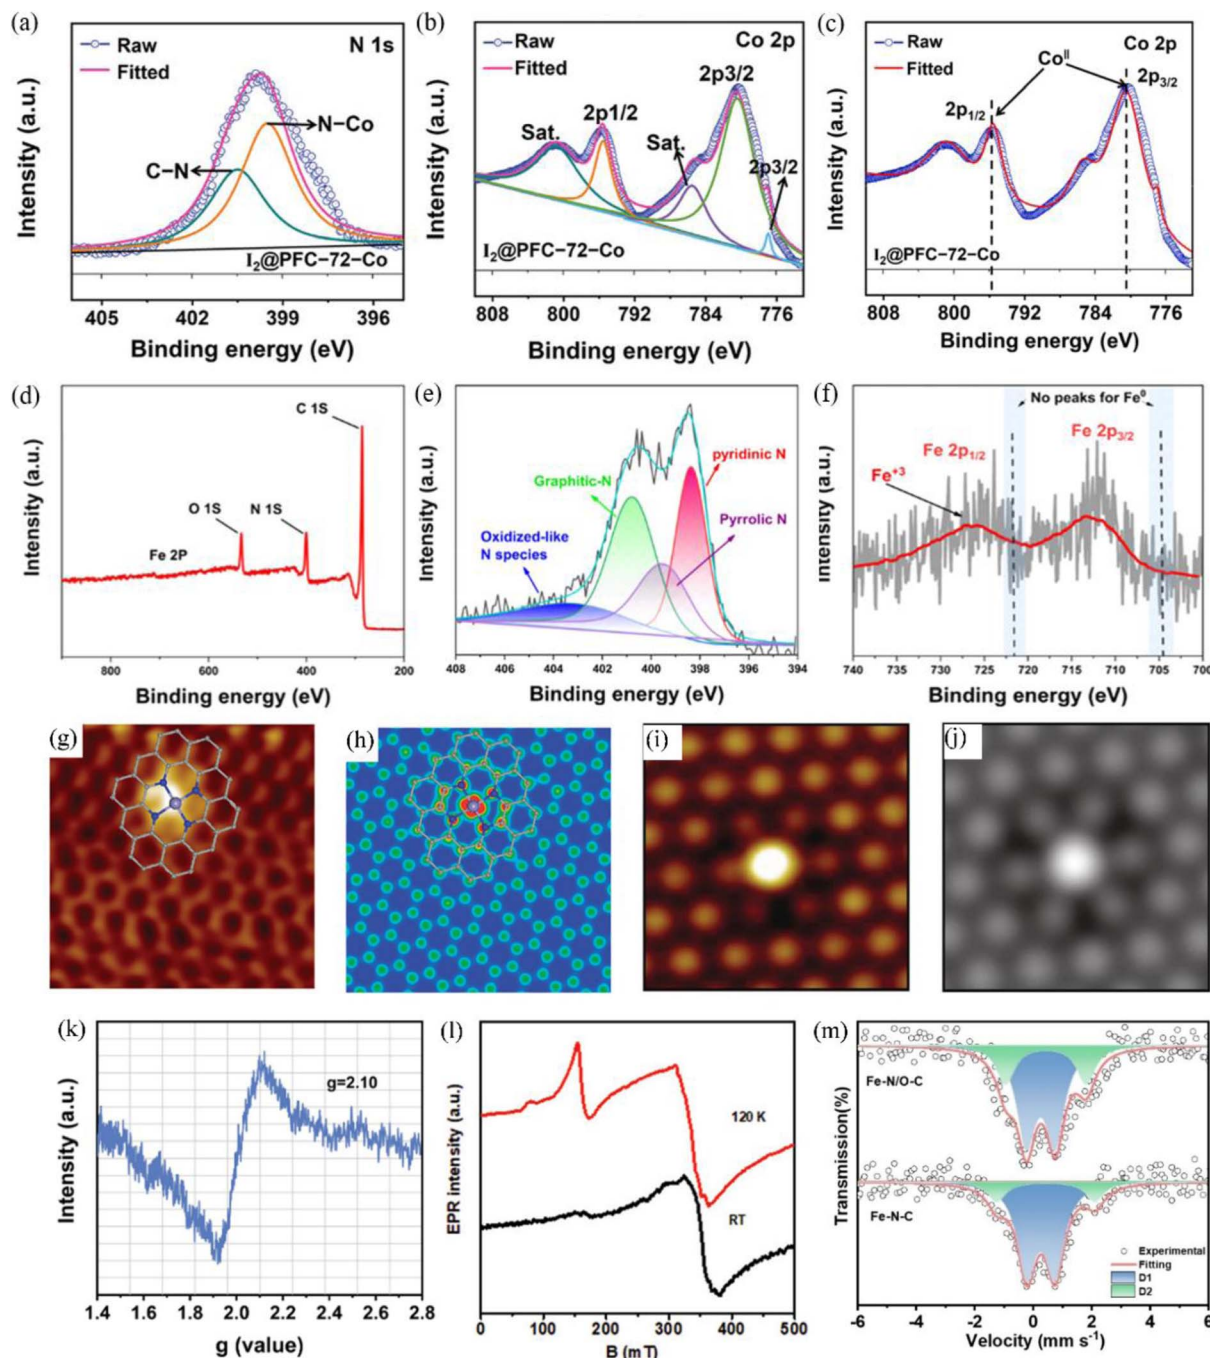 (a)
N 1s
Raw
Fitted
N−Co
C−N
I₂@PFC−72−Co
405 402 399 396
Binding energy (eV)
Intensity (a.u.)
(b)
Co 2p
Raw
Fitted
2p3/2
2p1/2
Sat.
Sat.
2p3/2
I₂@PFC−72−Co
808 800 792 784 776
Binding energy (eV)
Intensity (a.u.)
(c)
Co 2p
Raw
Fitted
Coᴵᴵ
2p₃/₂
2p₁/₂
I₂@PFC−72−Co
808 800 792 784 776
Binding energy (eV)
Intensity (a.u.)
(d)
C 1S
O 1S
N 1S
Fe 2P
800 600 400 200
Binding energy (eV)
Intensity (a.u.)
(e)
pyridinic N
Graphitic-N
Pyrrolic N
Oxidized-like
N species
408 406 404 402 400 398 396 394
Binding energy (eV)
Intensity (a.u.)
(f)
No peaks for Fe⁰
Fe 2p₃/₂
Fe 2p₁/₂
Fe⁺³
740 735 730 725 720 715 710 705 700
Binding energy (eV)
Intensity (a.u.)
(g)
(h)
(i)
(j)
(k)
g=2.10
1.4 1.6 1.8 2.0 2.2 2.4 2.6 2.8
g (value)
Intensity (a.u.)
(l)
120 K
RT
0 100 200 300 400 500
B (mT)
EPR intensity (a.u.)
(m)
Fe-N/O-C
Fe-N-C
Experimental
Fitting
D1
D2
-6 -4 -2 0 2 4 6
Velocity (mm s⁻¹)
Transmission(%)